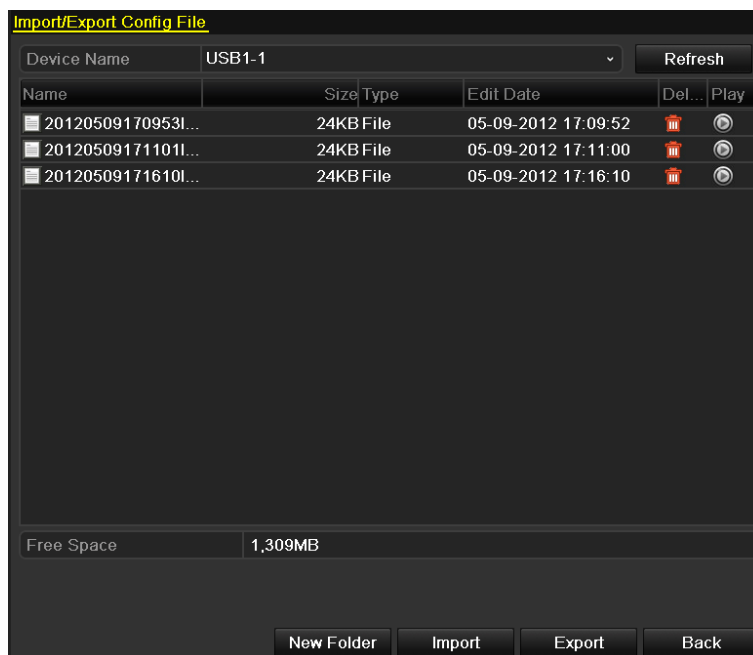 Import/Export Config File
Device Name USB1-1 Refresh
Name Size Type Edit Date Del... Play
20120509170953I... 24KB File 05-09-2012 17:09:52
20120509171101I... 24KB File 05-09-2012 17:11:00
20120509171610I... 24KB File 05-09-2012 17:16:10
Free Space 1,309MB
New Folder Import Export Back